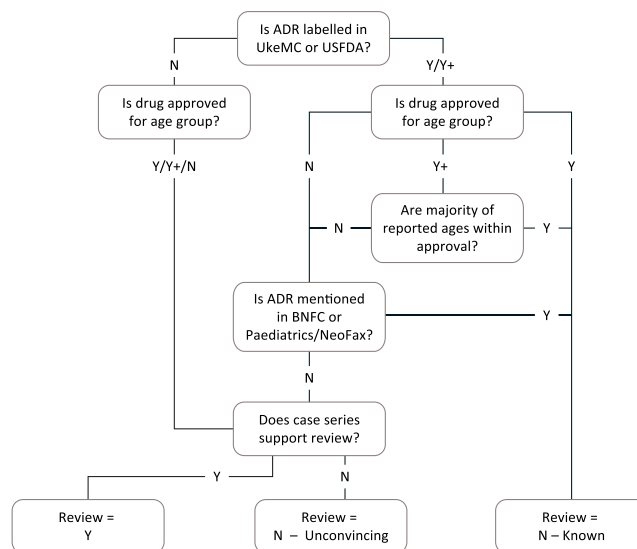 Is ADR labelled in
UkeMC or USFDA?
N
Y/Y+
Is drug approved
for age group?
Is drug approved
for age group?
Y/Y+/N
N
Y+
Y
Are majority of
reported ages within
approval?
N
Y
Is ADR mentioned
in BNFC or
Paediatrics/NeoFax?
Y
N
Does case series
support review?
Y
N
Review =
Y
Review =
N – Unconvincing
Review =
N – Known